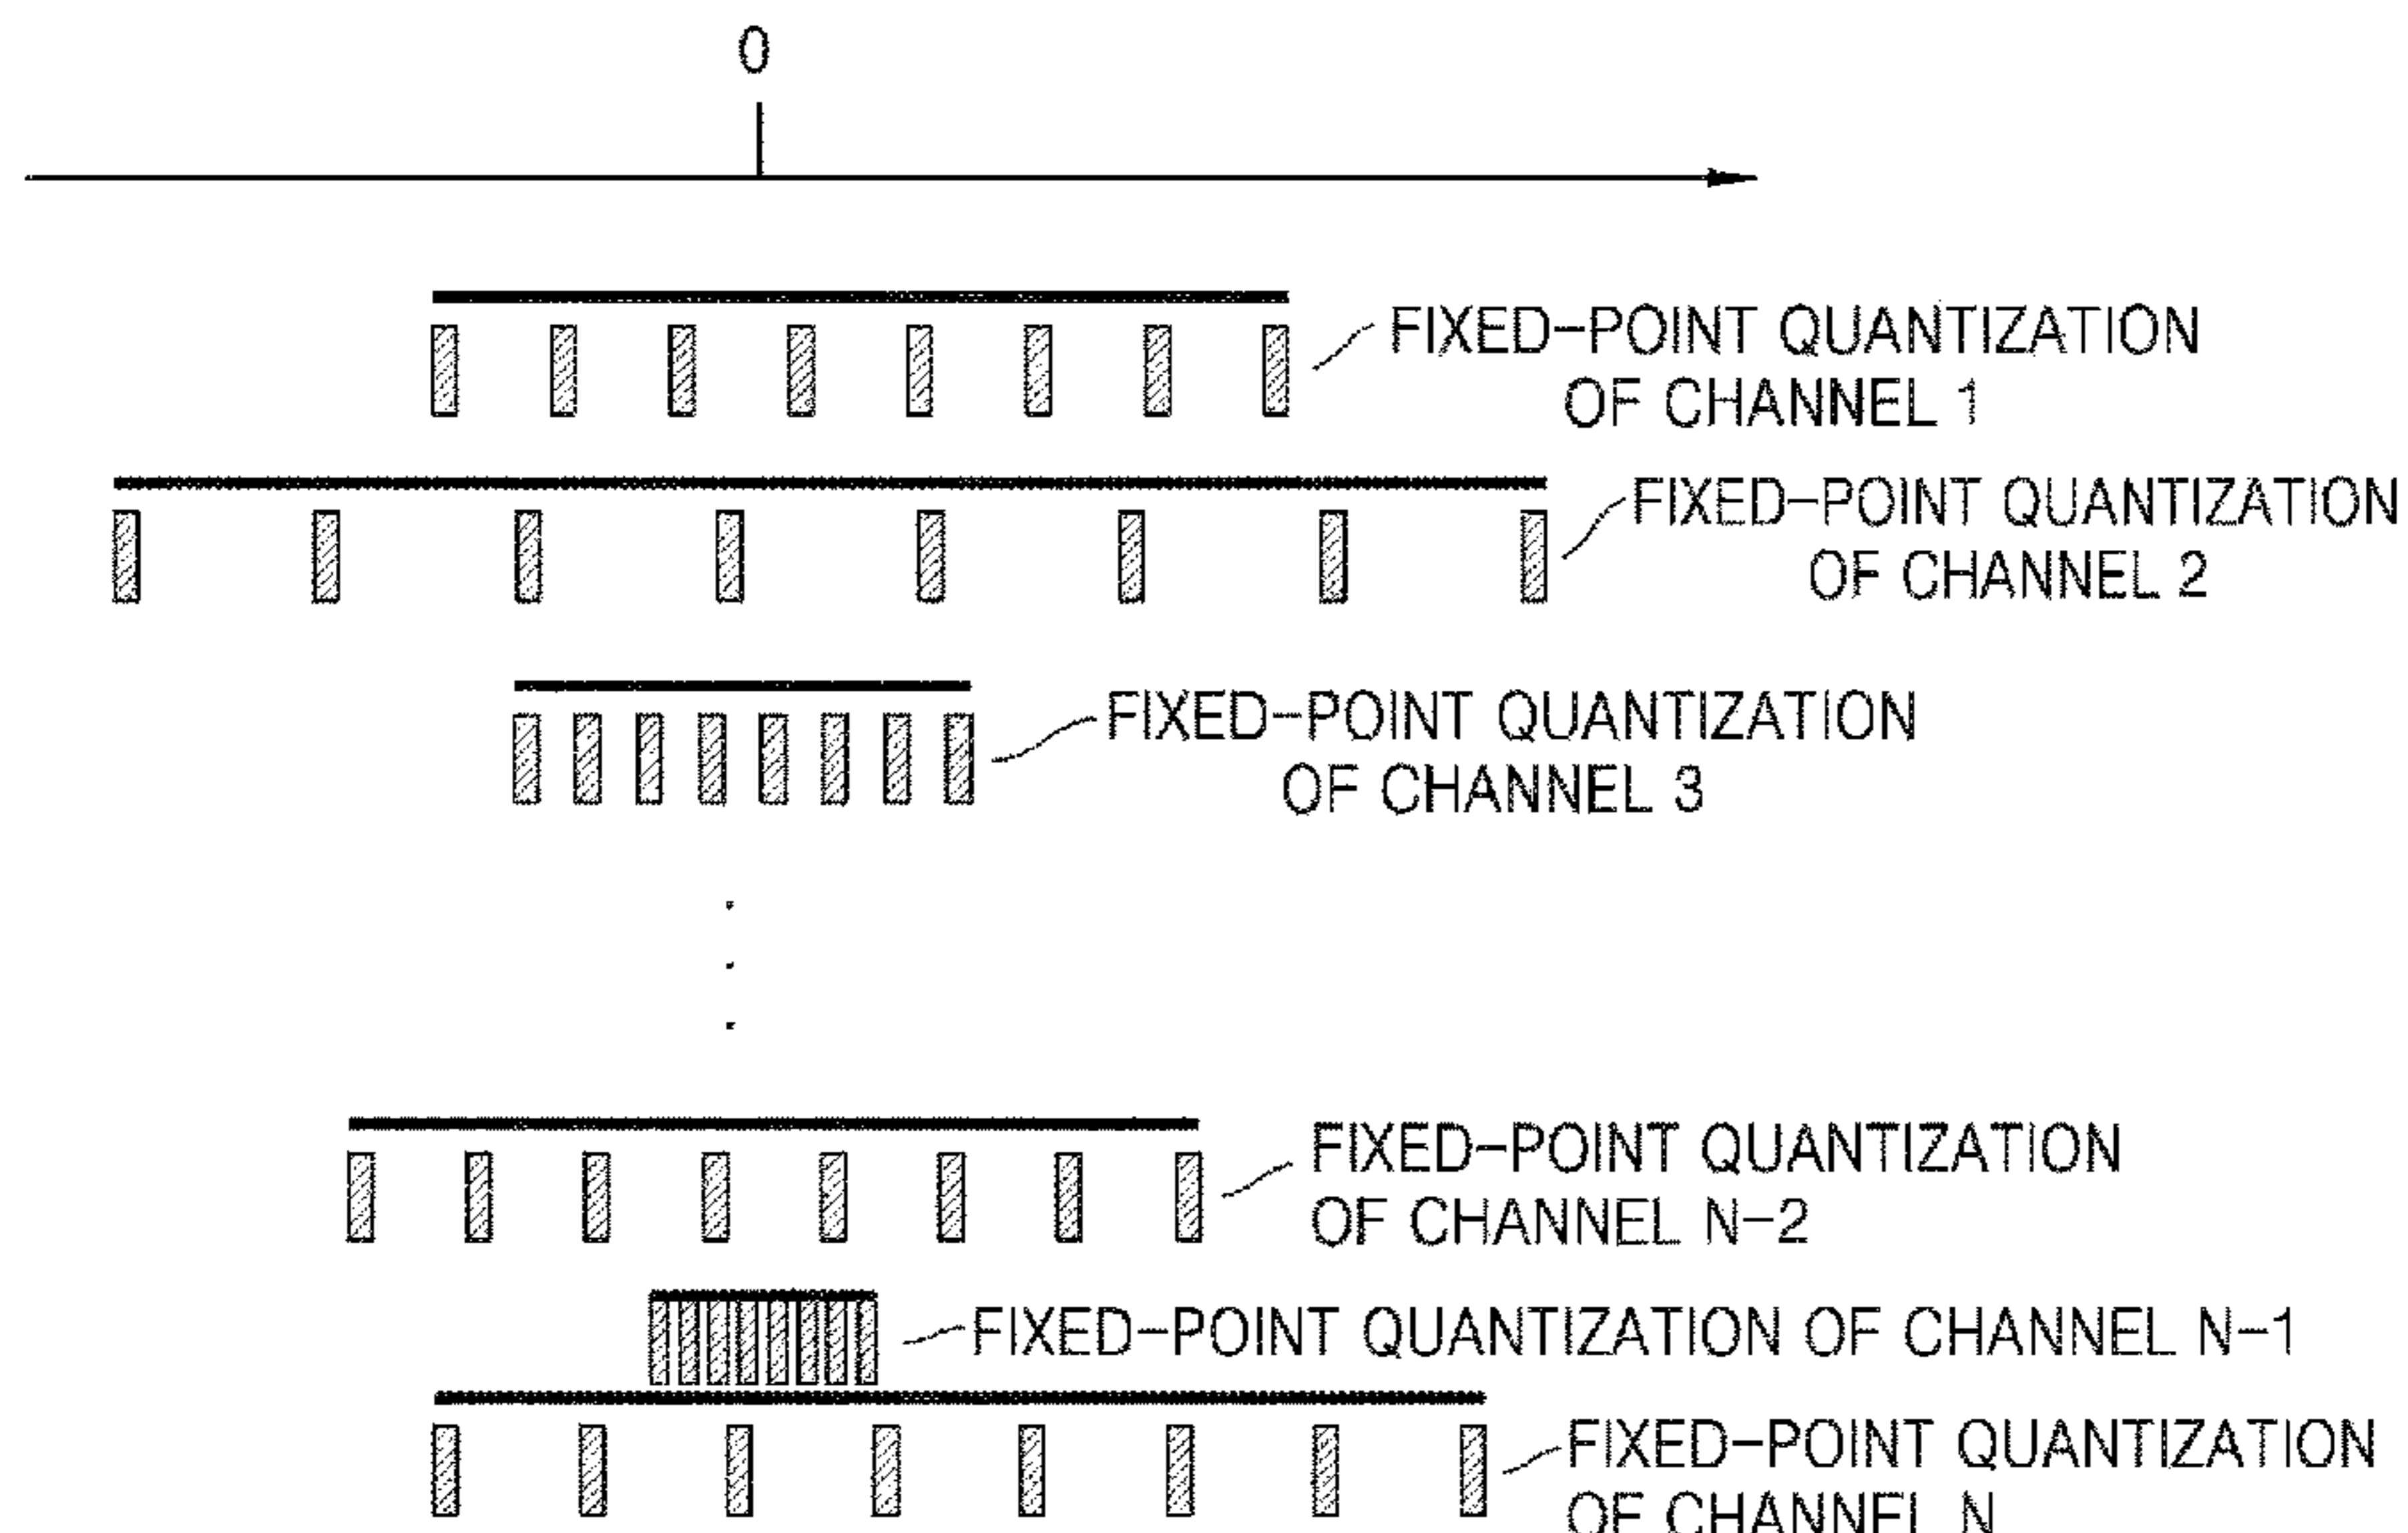 0
FIXED-POINT QUANTIZATION
OF CHANNEL 1
FIXED-POINT QUANTIZATION
OF CHANNEL 2
FIXED-POINT QUANTIZATION
OF CHANNEL 3
FIXED-POINT QUANTIZATION
OF CHANNEL N-2
FIXED-POINT QUANTIZATION OF CHANNEL N-1
FIXED-POINT QUANTIZATION
OF CHANNEL N